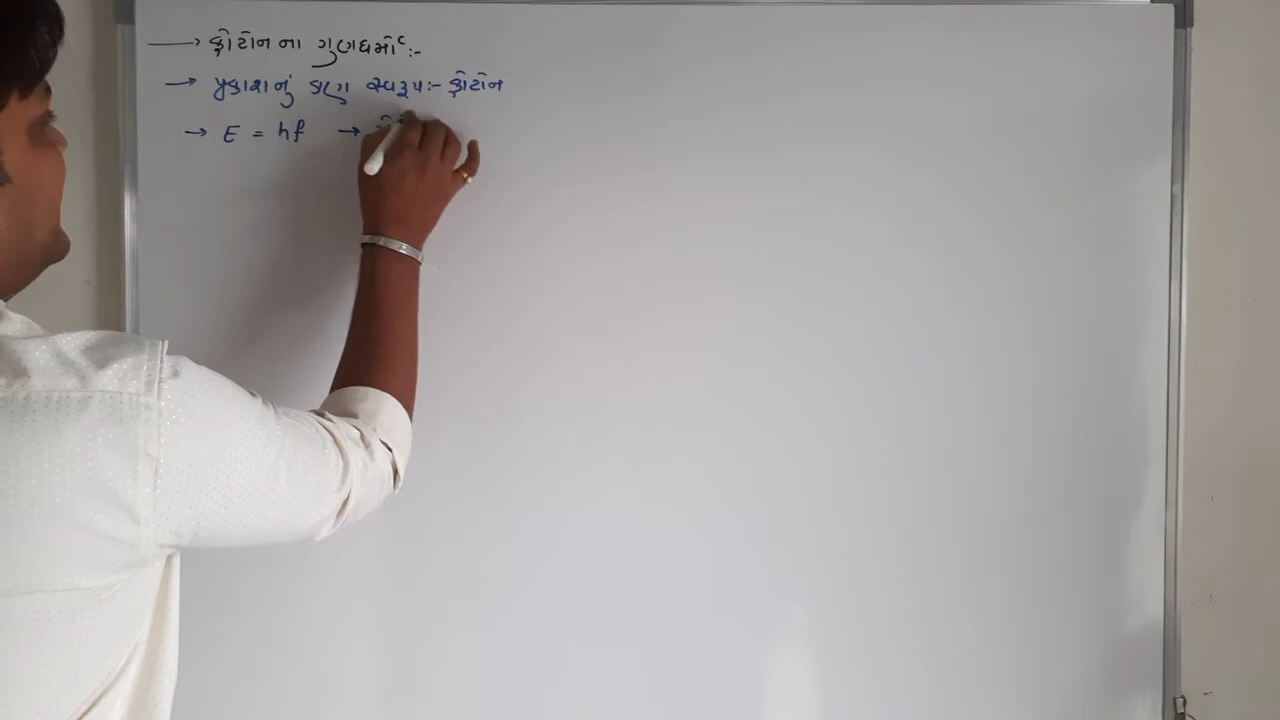 → ફોટોન ના ગુણધર્મો :-
→ પ્રકાશનું કણ સ્વરૂપ :- ફોટોન
→ E = hf →